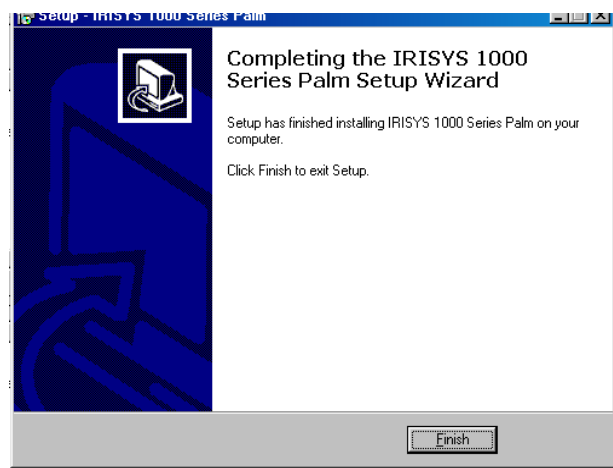 Setup - IRISYS 1000 Series Palm
Completing the IRISYS 1000
Series Palm Setup Wizard
Setup has finished installing IRISYS 1000 Series Palm on your
computer.
Click Finish to exit Setup.
Finish